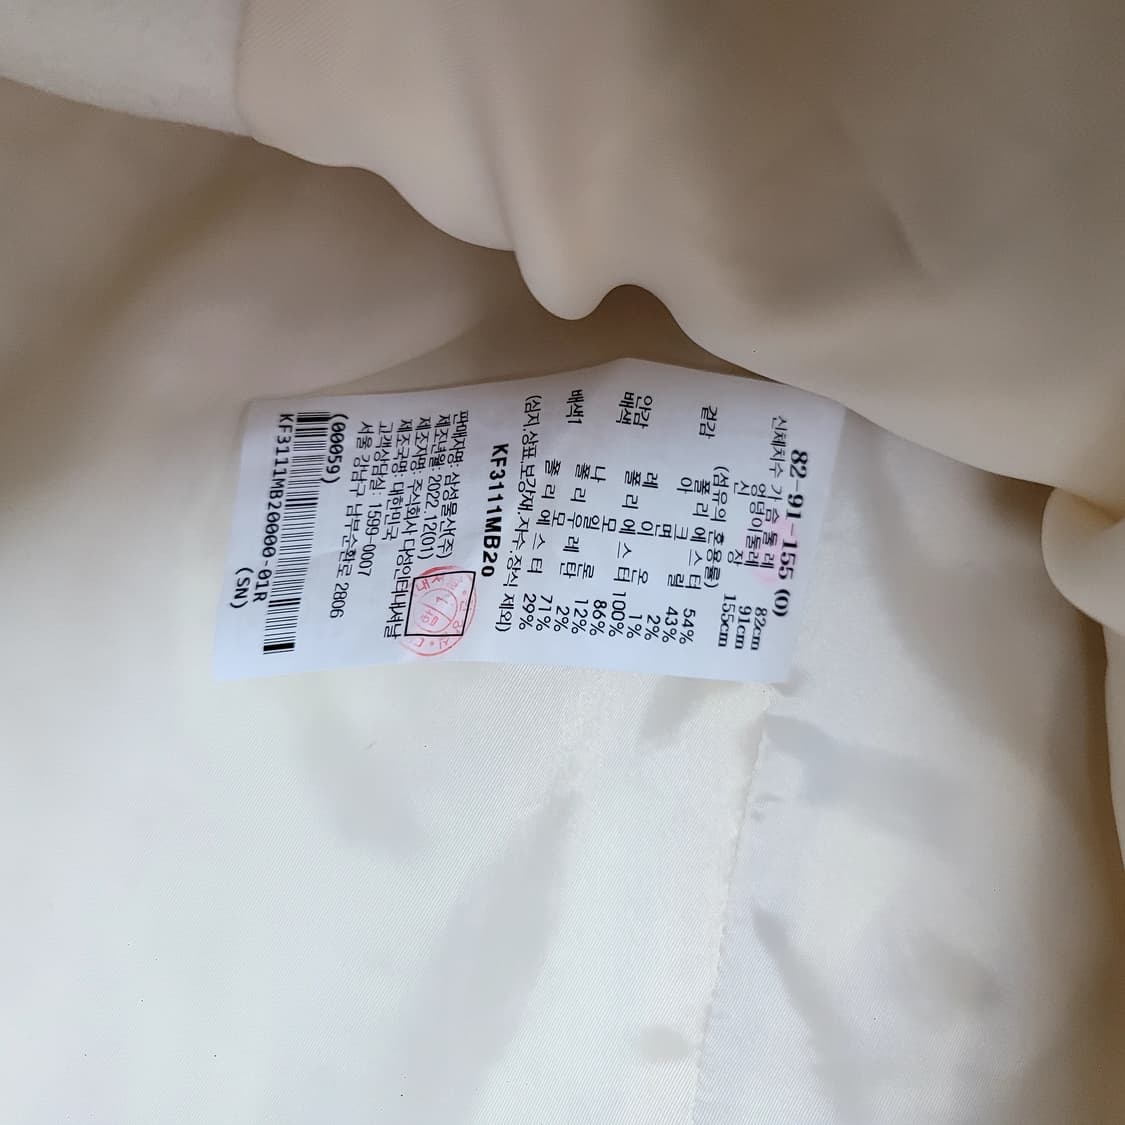 82-91-155 (0)
신체치수 가 슴 둘 레 82cm
엉덩이둘레 91cm
신 장 155cm
(섬유의 혼용률)
겉감 폴 리 에스터 54%
아 크 릴 43%
면 2%
레 이 온 1%
안감 폴 리 에스터 100%
배색 모 86%
나 일 론 12%
폴 리 우 레 탄 2%
배색1 모 71%
폴 리 에 스 터 29%
(심지,상표,보강재,자수,장식 제외)
KF3111MB20
판매자명: 삼성물산(주)
제조년월: 2022.12(01)
제조자명: 주식회사 다성인터내셔날
제조국명: 대한민국
고객상담실: 1599-0007
서울 강남구 남부순환로 2806
(00059)
KF3111MB20000-01R
(SN)